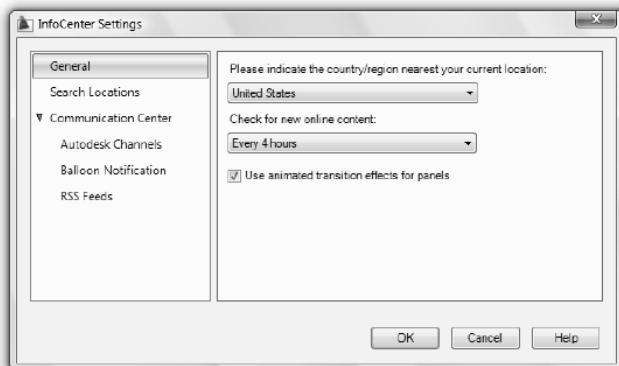 InfoCenter Settings
General
Search Locations
Communication Center
Autodesk Channels
Balloon Notification
RSS Feeds
Please indicate the country/region nearest your current location:
United States
Check for new online content:
Every 4 hours
Use animated transition effects for panels
OK
Cancel
Help